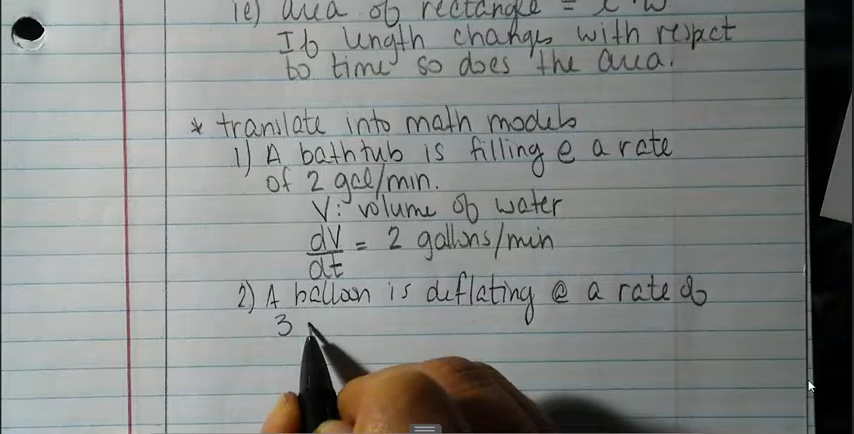 ie) area of rectangle = l · w
If length changes with respect
to time so does the area.
* translate into math models
1) A bathtub is filling @ a rate
of 2 gal/min.
V: volume of water
dV/dt = 2 gallons/min
2) A balloon is deflating @ a rate of
3